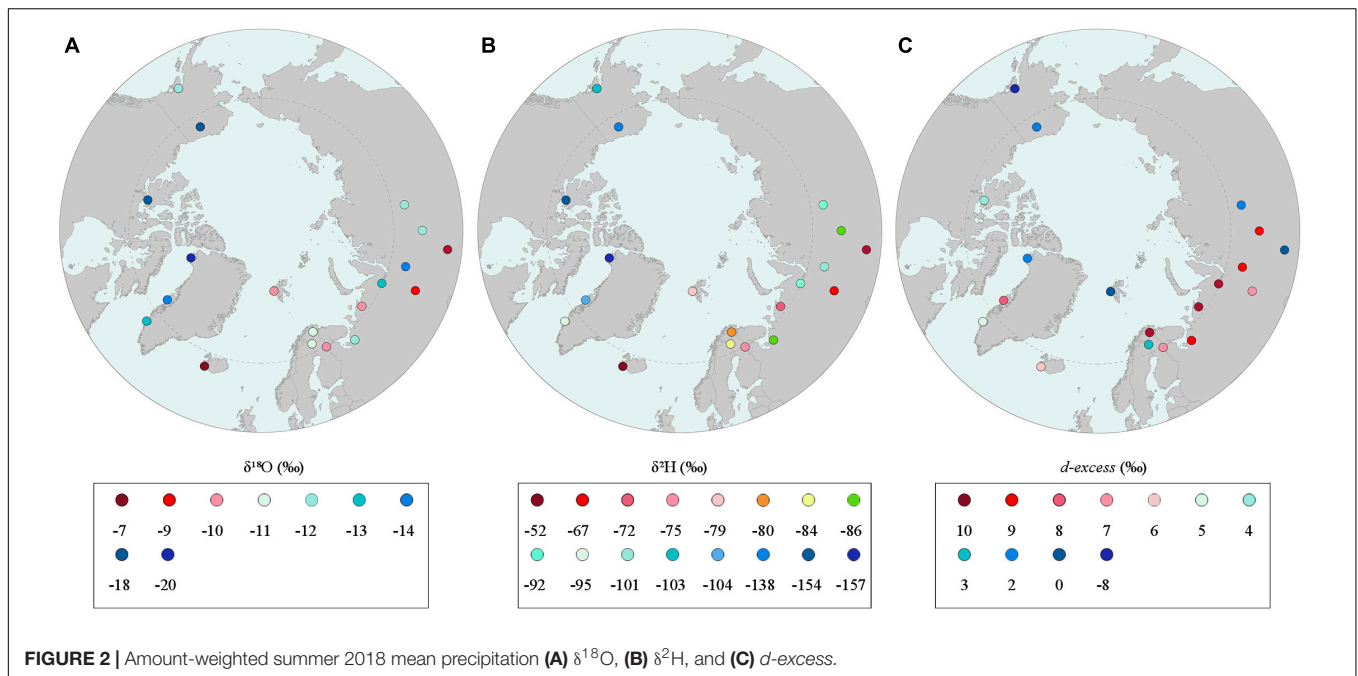 A
B
C
δ¹⁸O (‰)
-7 -9 -10 -11 -12 -13 -14
-18 -20
δ²H (‰)
-52 -67 -72 -75 -79 -80 -84 -86
-92 -95 -101 -103 -104 -138 -154 -157
d-excess (‰)
10 9 8 7 6 5 4
3 2 0 -8
FIGURE 2 | Amount-weighted summer 2018 mean precipitation (A) δ¹⁸O, (B) δ²H, and (C) d-excess.